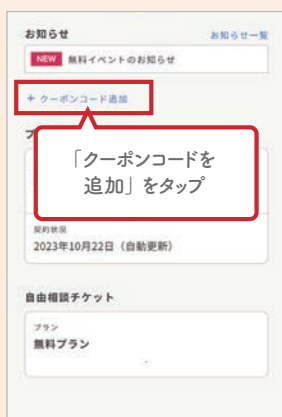 お知らせ お知らせ一覧
NEW 無料イベントのお知らせ
+ クーポンコード追加
プ
「クーポンコードを
追加」をタップ
契約状況
2023年10月22日（自動更新）
自由相談チケット
プラン
無料プラン
-